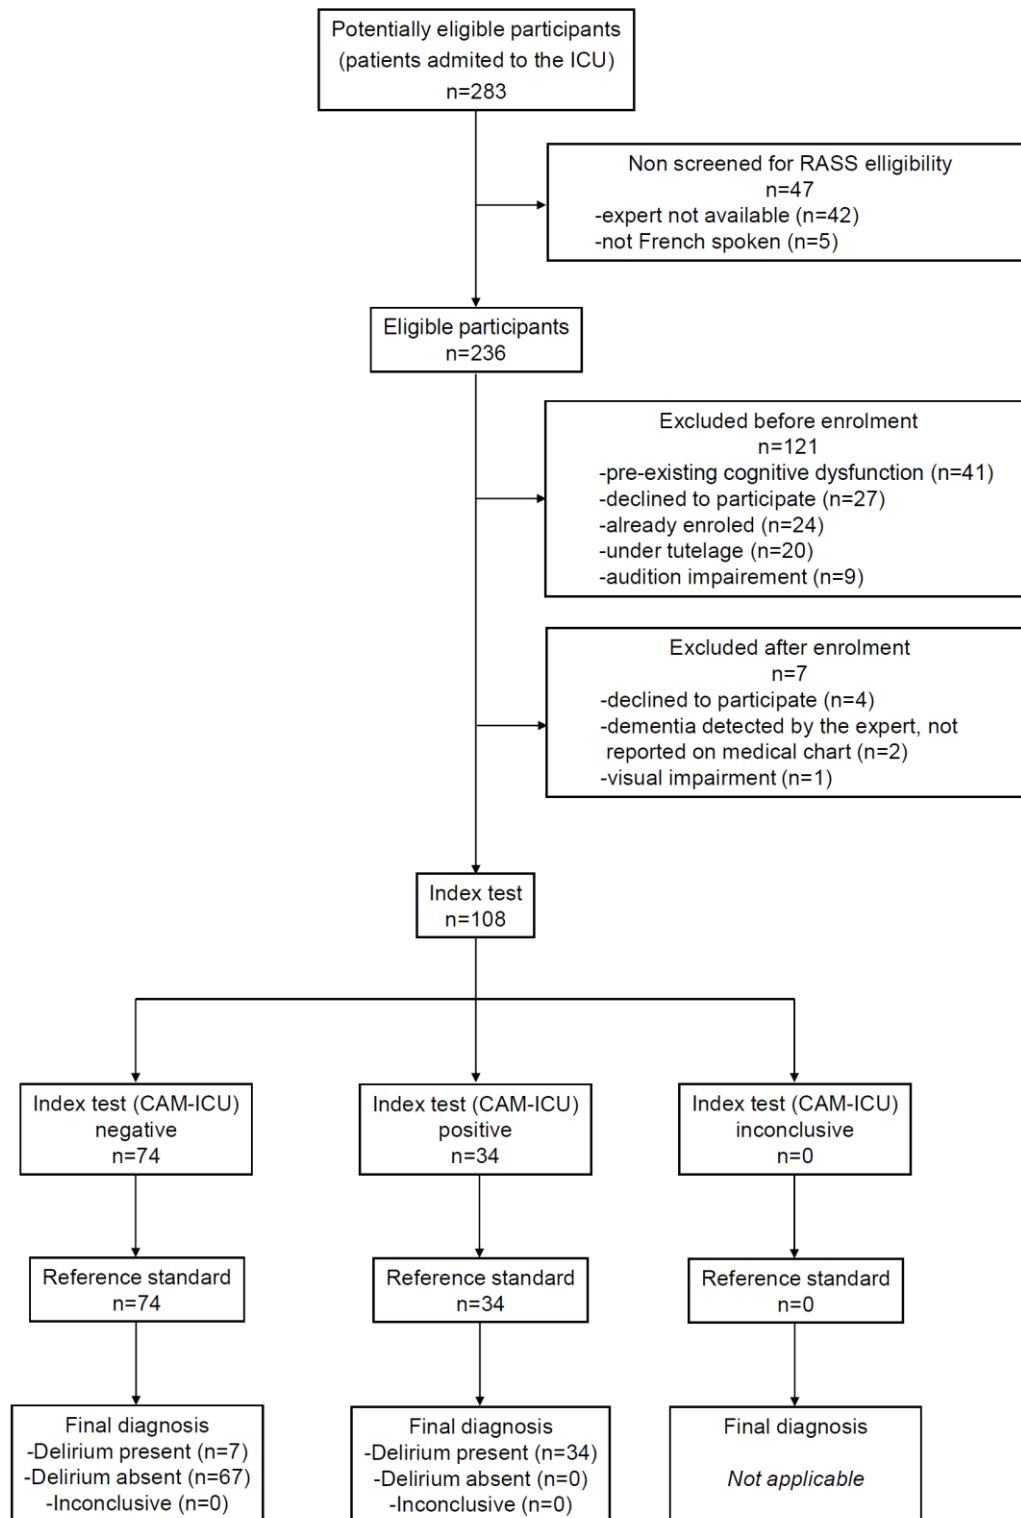 Potentially eligible participants
(patients admited to the ICU)
n=283
Non screened for RASS elligibility
n=47
-expert not available (n=42)
-not French spoken (n=5)
Eligible participants
n=236
Excluded before enrolment
n=121
-pre-existing cognitive dysfunction (n=41)
-declined to participate (n=27)
-already enroled (n=24)
-under tutelage (n=20)
-audition impairement (n=9)
Excluded after enrolment
n=7
-declined to participate (n=4)
-dementia detected by the expert, not
reported on medical chart (n=2)
-visual impairment (n=1)
Index test
n=108
Index test (CAM-ICU)
negative
n=74
Index test (CAM-ICU)
positive
n=34
Index test (CAM-ICU)
inconclusive
n=0
Reference standard
n=74
Reference standard
n=34
Reference standard
n=0
Final diagnosis
-Delirium present (n=7)
-Delirium absent (n=67)
-Inconclusive (n=0)
Final diagnosis
-Delirium present (n=34)
-Delirium absent (n=0)
-Inconclusive (n=0)
Final diagnosis
Not applicable